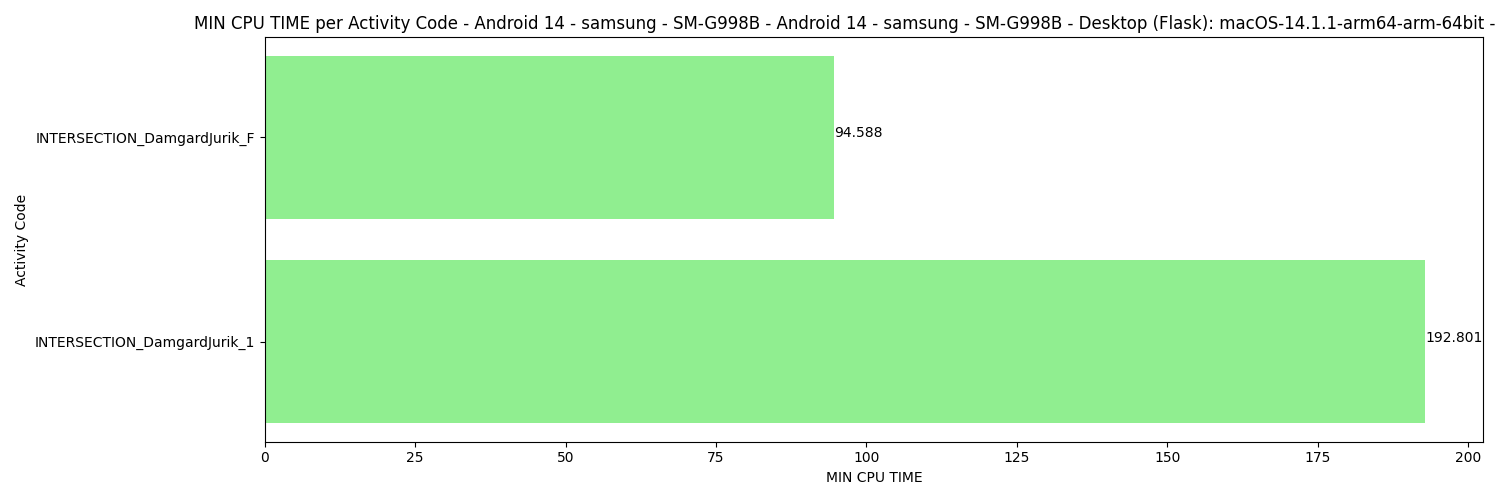 MIN CPU TIME per Activity Code - Android 14 - samsung - SM-G998B - Android 14 - samsung - SM-G998B - Desktop (Flask): macOS-14.1.1-arm64-arm-64bit -
INTERSECTION_DamgardJurik_F
94.588
Activity Code
INTERSECTION_DamgardJurik_1
192.801
0 25 50 75 100 125 150 175 200
MIN CPU TIME